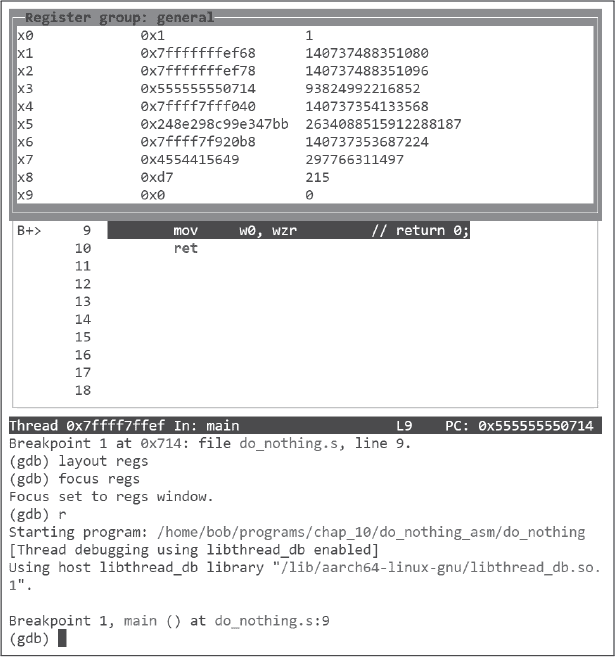 Register group: general
x0 0x1 1
x1 0x7fffffffef68 140737488351080
x2 0x7fffffffef78 140737488351096
x3 0x555555550714 93824992216852
x4 0x7ffff7fff040 140737354133568
x5 0x248e298c99e347bb 2634088515912288187
x6 0x7ffff7f920b8 140737353687224
x7 0x4554415649 297766311497
x8 0xd7 215
x9 0x0 0
B+> 9 mov w0, wzr // return 0;
10 ret
11
12
13
14
15
16
17
18
Thread 0x7ffff7ffef In: main L9 PC: 0x555555550714
Breakpoint 1 at 0x714: file do_nothing.s, line 9.
(gdb) layout regs
(gdb) focus regs
Focus set to regs window.
(gdb) r
Starting program: /home/bob/programs/chap_10/do_nothing_asm/do_nothing
[Thread debugging using libthread_db enabled]
Using host libthread_db library "/lib/aarch64-linux-gnu/libthread_db.so.
1".
Breakpoint 1, main () at do_nothing.s:9
(gdb)